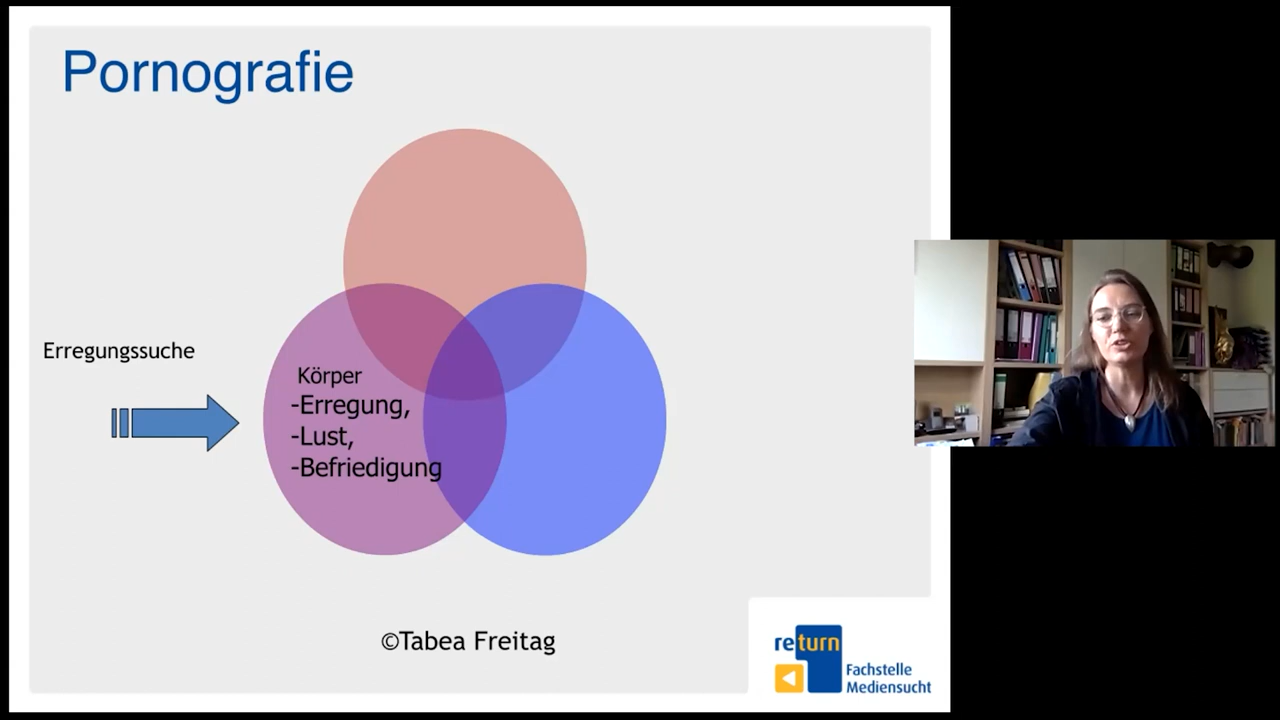 Pornografie
Erregungssuche
Körper
-Erregung,
-Lust,
-Befriedigung
©Tabea Freitag
return
Fachstelle
Mediensucht